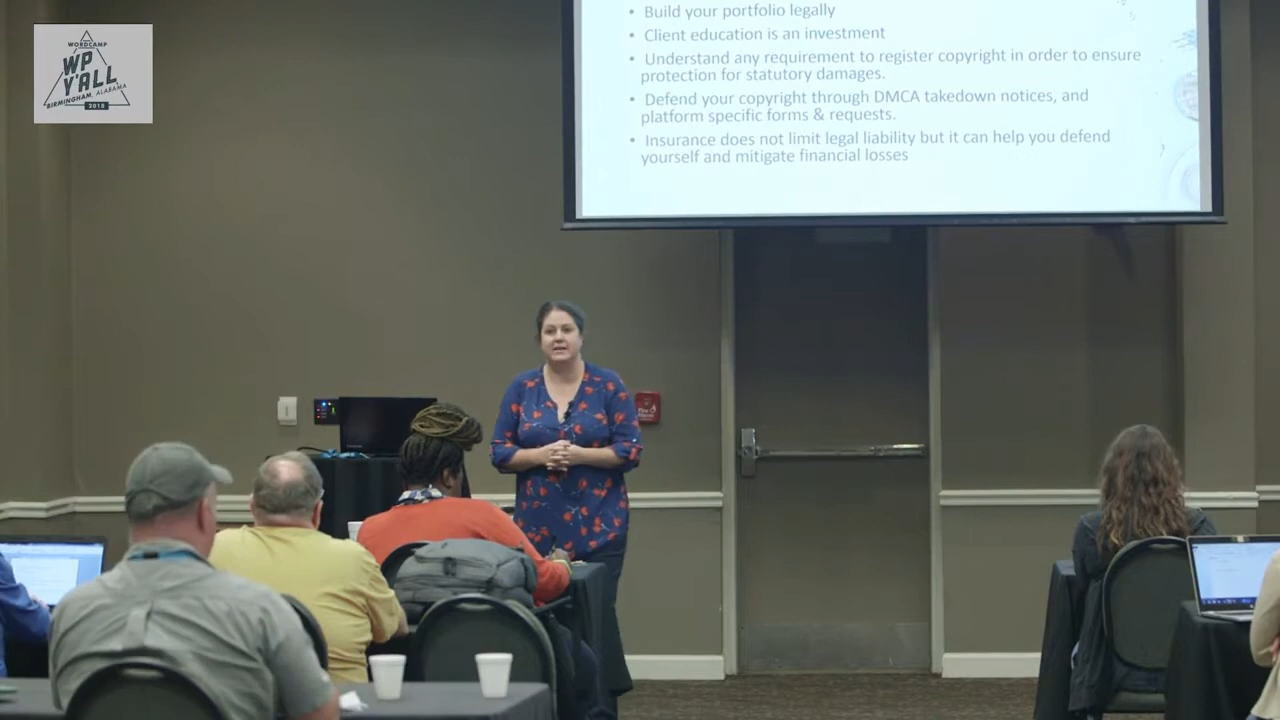 WORDCAMP
WP
Y'ALL
BIRMINGHAM, ALABAMA
2018
• Build your portfolio legally
• Client education is an investment
• Understand any requirement to register copyright in order to ensure
protection for statutory damages.
• Defend your copyright through DMCA takedown notices, and
platform specific forms & requests.
• Insurance does not limit legal liability but it can help you defend
yourself and mitigate financial losses